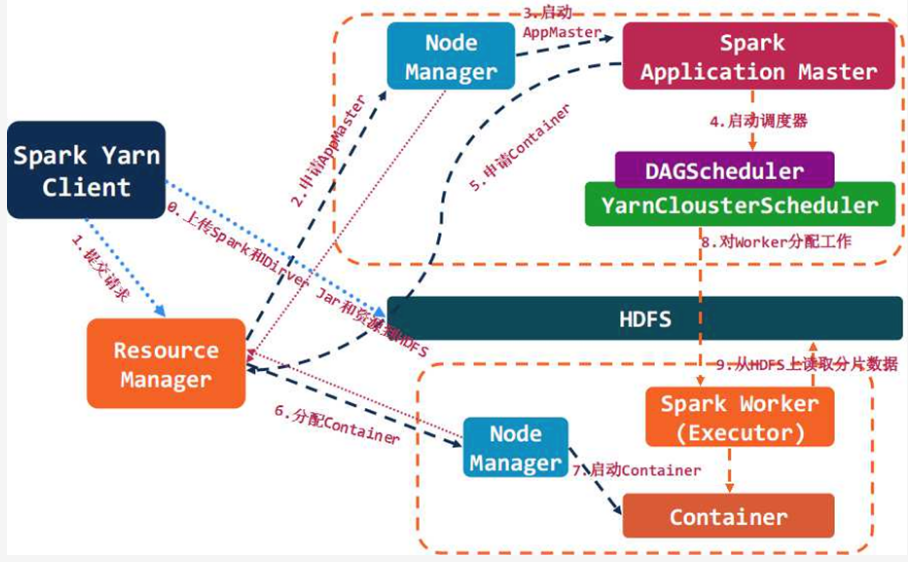 Node
Manager
3.启动
AppMaster
Spark
Application Master
2.申请AppMaster
5.申请Container
4.启动调度器
Spark Yarn
Client
DAGScheduler
YarnClousterScheduler
0.上传Spark和Dirver Jar和资源到HDFS
8.对Worker分配工作
1.提交请求
HDFS
Resource
Manager
9.从HDFS上读取分片数据
6.分配Container
Spark Worker
(Executor)
Node
Manager
7.启动Container
Container